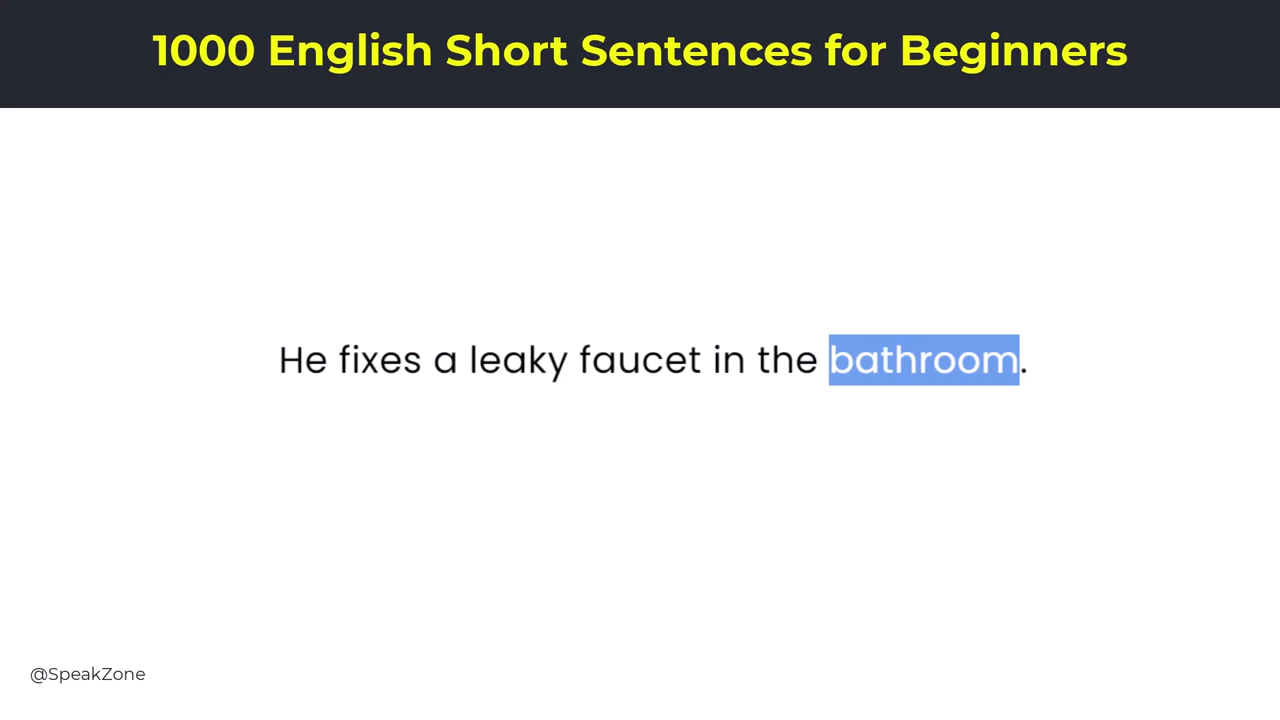 1000 English Short Sentences for Beginners
He fixes a leaky faucet in the bathroom.
@SpeakZone